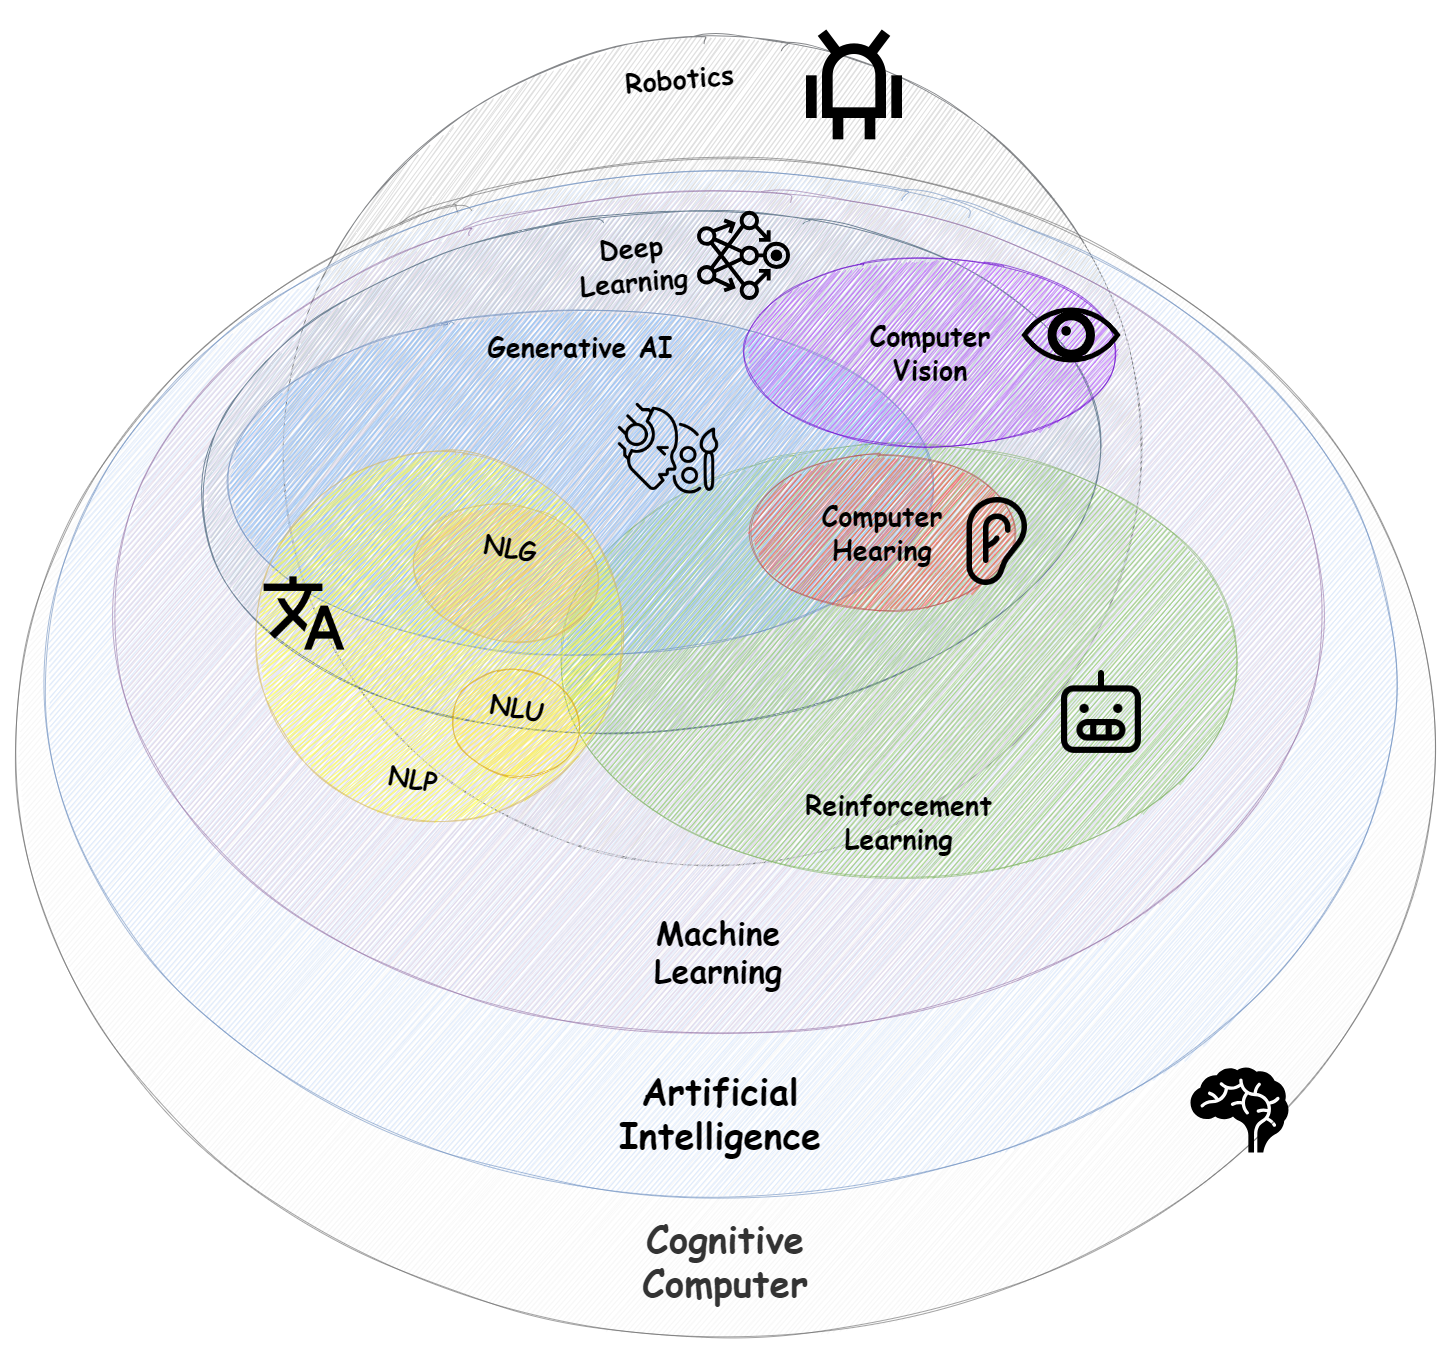 Robotics
Deep
Learning
Generative AI
Computer
Vision
Computer
Hearing
NLG
文A
NLU
NLP
Reinforcement
Learning
Machine
Learning
Artificial
Intelligence
Cognitive
Computer